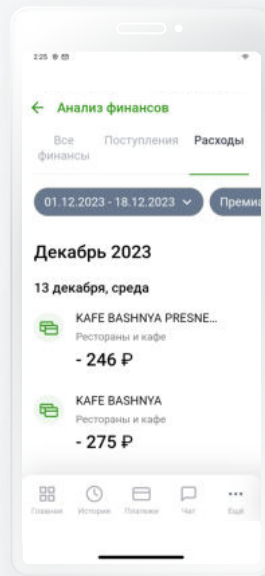 2:25
Анализ финансов
Все финансы
Поступления
Расходы
01.12.2023 - 18.12.2023
Премиа
Декабрь 2023
13 декабря, среда
KAFE BASHNYA PRESNE...
Рестораны и кафе
- 246 ₽
KAFE BASHNYA
Рестораны и кафе
- 275 ₽
Главная
История
Платежи
Чат
Ещё